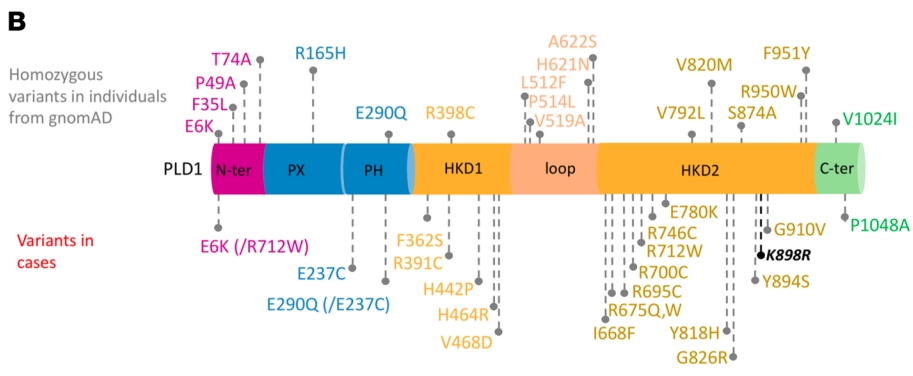 B
Homozygous
variants in individuals
from gnomAD
T74A
P49A
F35L
E6K
R165H
E290Q
R398C
A622S
H621N
L512F
P514L
V519A
V820M
V792L
S874A
F951Y
R950W
V1024I
PLD1
N-ter
PX
PH
HKD1
loop
HKD2
C-ter
Variants in
cases
E6K (/R712W)
E237C
E290Q (/E237C)
F362S
R391C
H442P
H464R
V468D
E780K
R746C
R712W
R700C
R695C
R675Q,W
I668F
Y818H
G826R
G910V
K898R
Y894S
P1048A